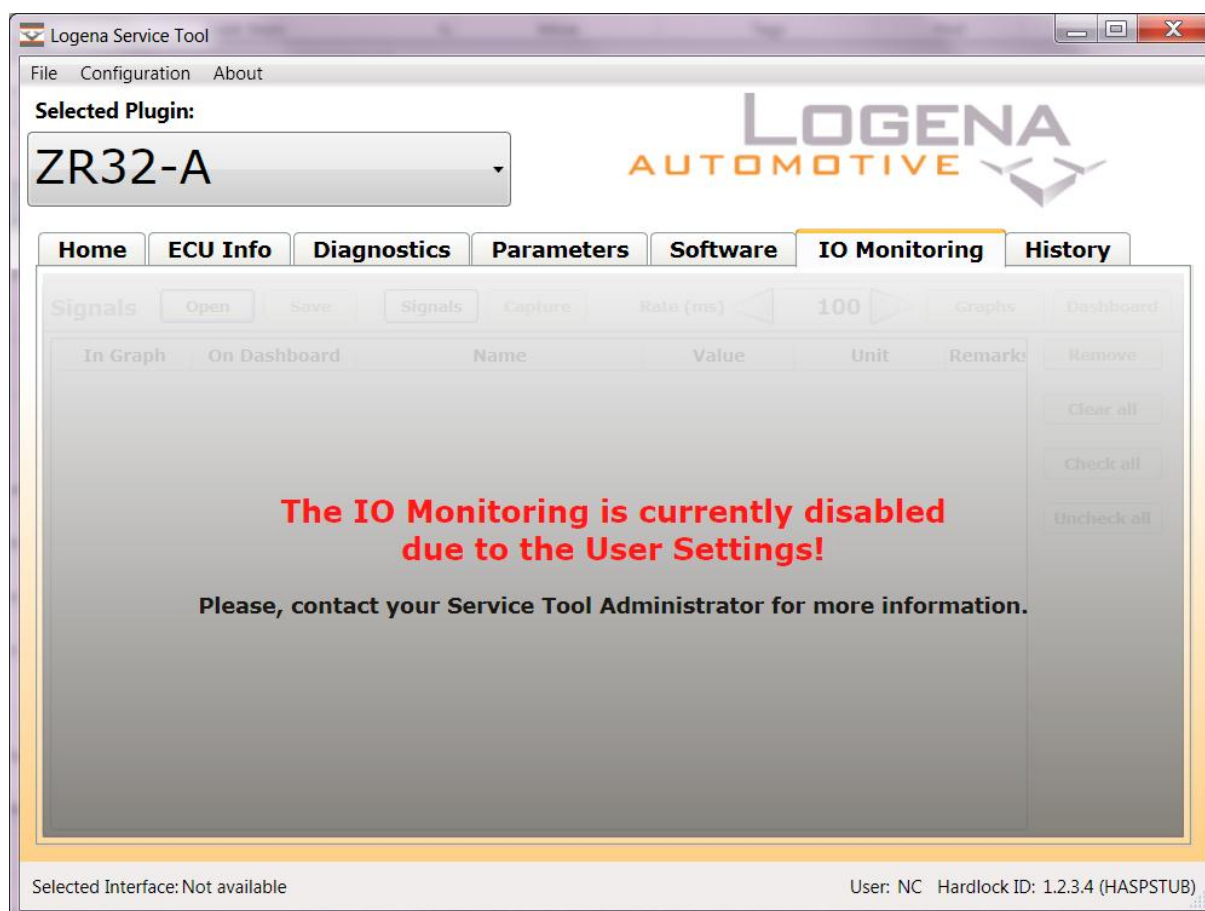 Logena Service Tool
File Configuration About
Selected Plugin:
LOGENA
AUTOMOTIVE
ZR32-A
Home ECU Info Diagnostics Parameters Software IO Monitoring History
Signals Open Save Signals Capture Rate (ms) 100 Graphs Dashboard
In Graph On Dashboard Name Value Unit Remarks Remove
Clear all
Check all
Uncheck all
The IO Monitoring is currently disabled
due to the User Settings!
Please, contact your Service Tool Administrator for more information.
Selected Interface: Not available User: NC Hardlock ID: 1.2.3.4 (HASPSTUB)